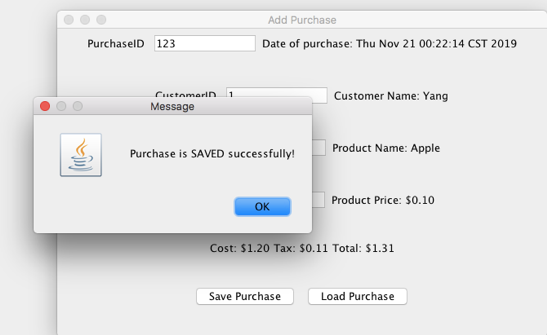 Add Purchase
PurchaseID 123 Date of purchase: Thu Nov 21 00:22:14 CST 2019
CustomerID 1 Customer Name: Yang
Message
Purchase is SAVED successfully!
Product Name: Apple
OK
Product Price: $0.10
Cost: $1.20 Tax: $0.11 Total: $1.31
Save Purchase Load Purchase